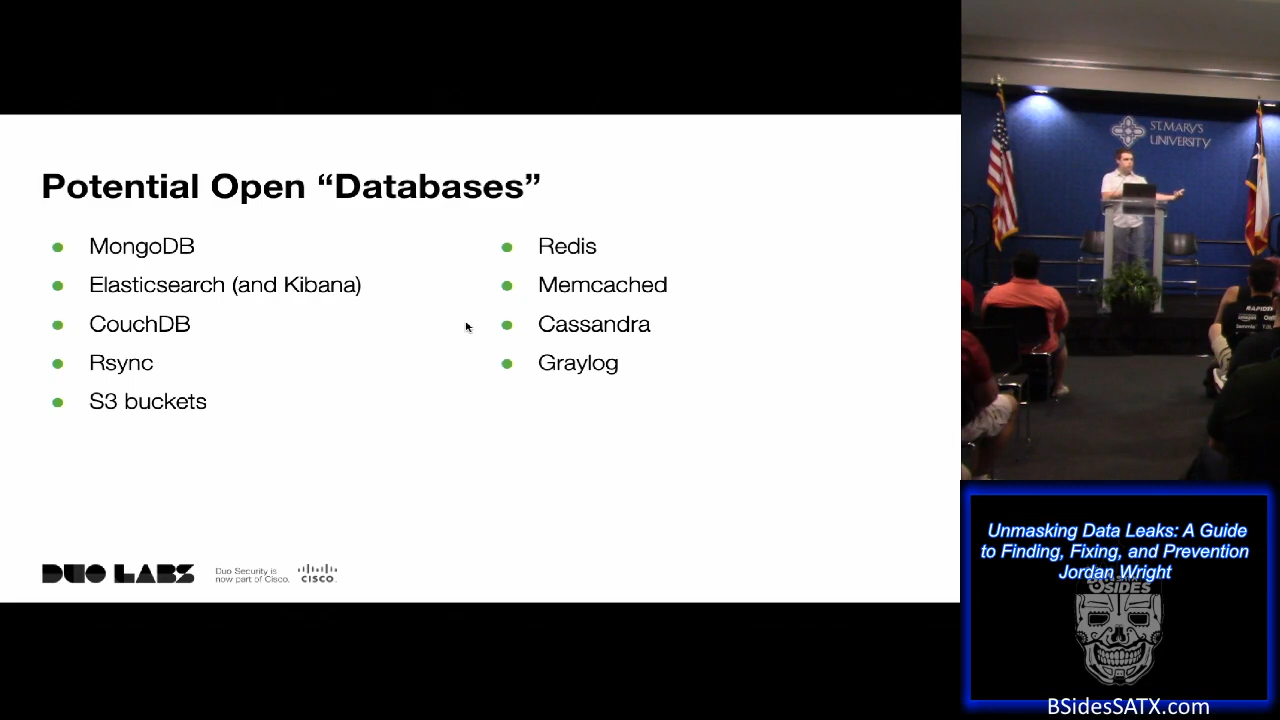 Potential Open “Databases”
MongoDB
Elasticsearch (and Kibana)
CouchDB
Rsync
S3 buckets
Redis
Memcached
Cassandra
Graylog
DUO LABS
Duo Security is
now part of Cisco.
CISCO
ST. MARY'S
UNIVERSITY
Unmasking Data Leaks: A Guide
to Finding, Fixing, and Prevention
Jordan Wright
BSIDES
BSidesSATX.com